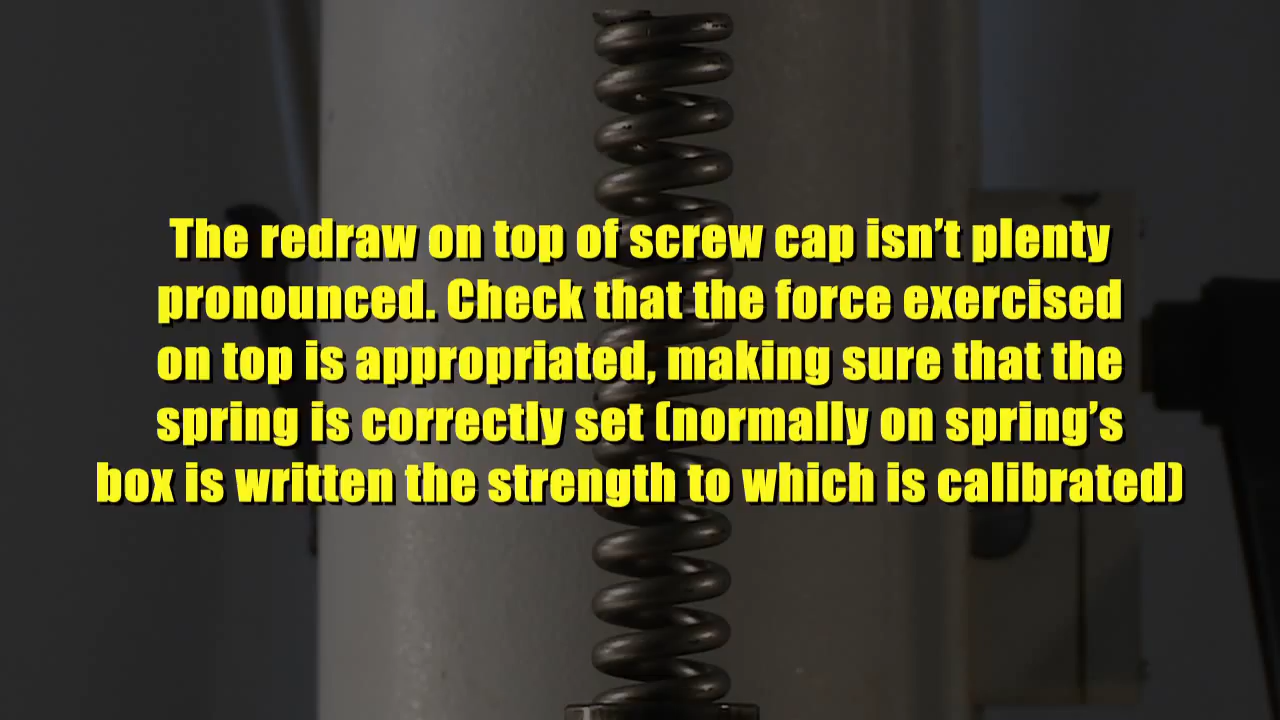 The redraw on top of screw cap isn’t plenty
pronounced. Check that the force exercised
on top is appropriated, making sure that the
spring is correctly set (normally on spring’s
box is written the strength to which is calibrated)